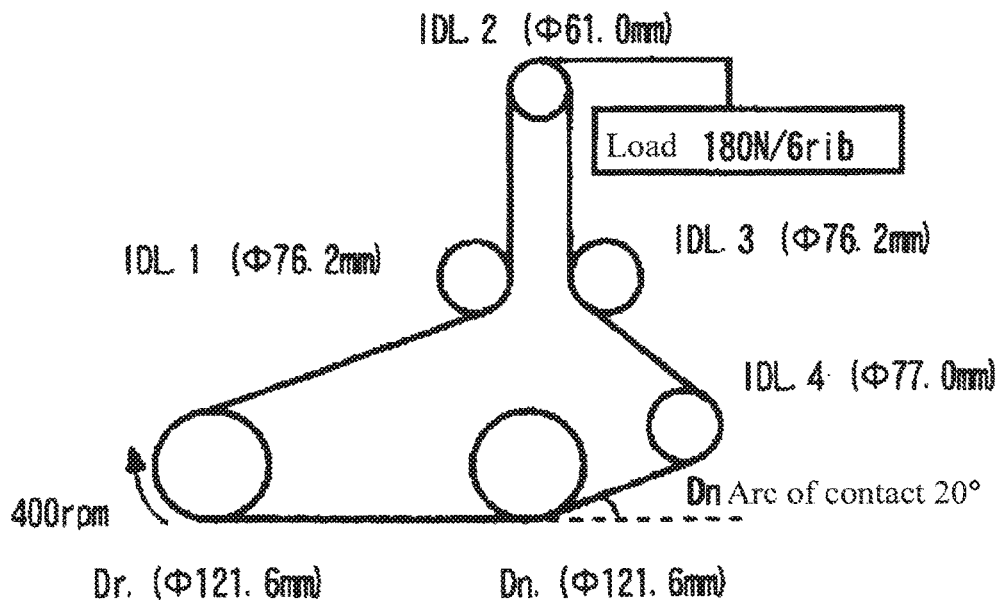 IDL. 2 (Φ61. 0mm)
Load 180N/6rib
IDL. 1 (Φ76. 2mm)
IDL. 3 (Φ76. 2mm)
IDL. 4 (Φ77. 0mm)
Dn Arc of contact 20°
400rpm
Dr. (Φ121. 6mm)
Dn. (Φ121. 6mm)